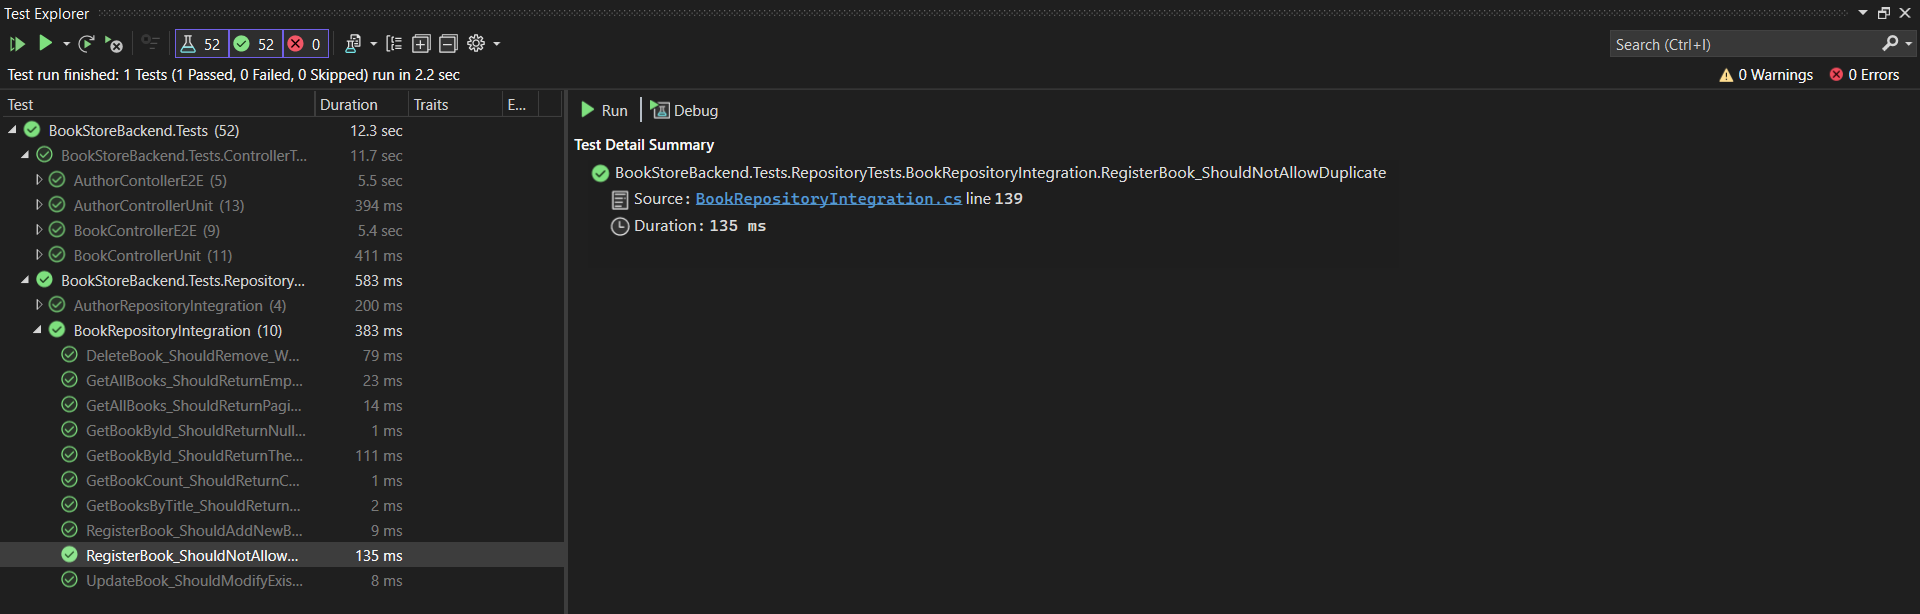 Test Explorer
52 52 0
Search (Ctrl+I)
Test run finished: 1 Tests (1 Passed, 0 Failed, 0 Skipped) run in 2.2 sec
0 Warnings 0 Errors
Test Duration Traits E...
BookStoreBackend.Tests (52) 12.3 sec
BookStoreBackend.Tests.ControllerT... 11.7 sec
AuthorContollerE2E (5) 5.5 sec
AuthorControllerUnit (13) 394 ms
BookControllerE2E (9) 5.4 sec
BookControllerUnit (11) 411 ms
BookStoreBackend.Tests.Repository... 583 ms
AuthorRepositoryIntegration (4) 200 ms
BookRepositoryIntegration (10) 383 ms
DeleteBook_ShouldRemove_W... 79 ms
GetAllBooks_ShouldReturnEmp... 23 ms
GetAllBooks_ShouldReturnPagi... 14 ms
GetBookById_ShouldReturnNull... 1 ms
GetBookById_ShouldReturnThe... 111 ms
GetBookCount_ShouldReturnC... 1 ms
GetBooksByTitle_ShouldReturn... 2 ms
RegisterBook_ShouldAddNewB... 9 ms
RegisterBook_ShouldNotAllow... 135 ms
UpdateBook_ShouldModifyExis... 8 ms
Run Debug
Test Detail Summary
BookStoreBackend.Tests.RepositoryTests.BookRepositoryIntegration.RegisterBook_ShouldNotAllowDuplicate
Source: BookRepositoryIntegration.cs line 139
Duration: 135 ms